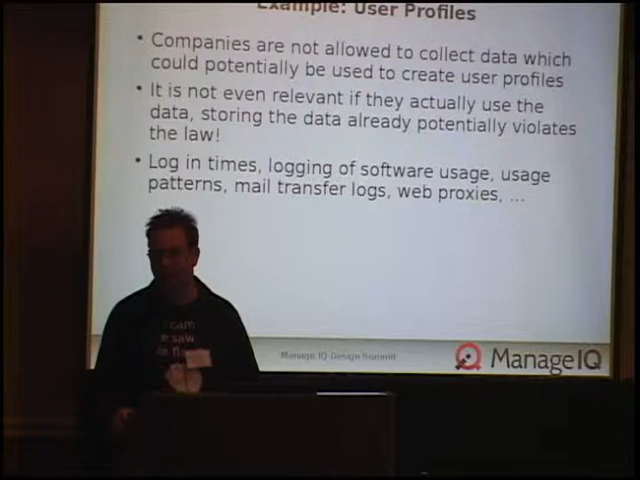 Example: User Profiles
• Companies are not allowed to collect data which
could potentially be used to create user profiles
• It is not even relevant if they actually use the
data, storing the data already potentially violates
the law!
• Log in times, logging of software usage, usage
patterns, mail transfer logs, web proxies, ...
Manage IQ Design Summit
ManageIQ
cam
saw